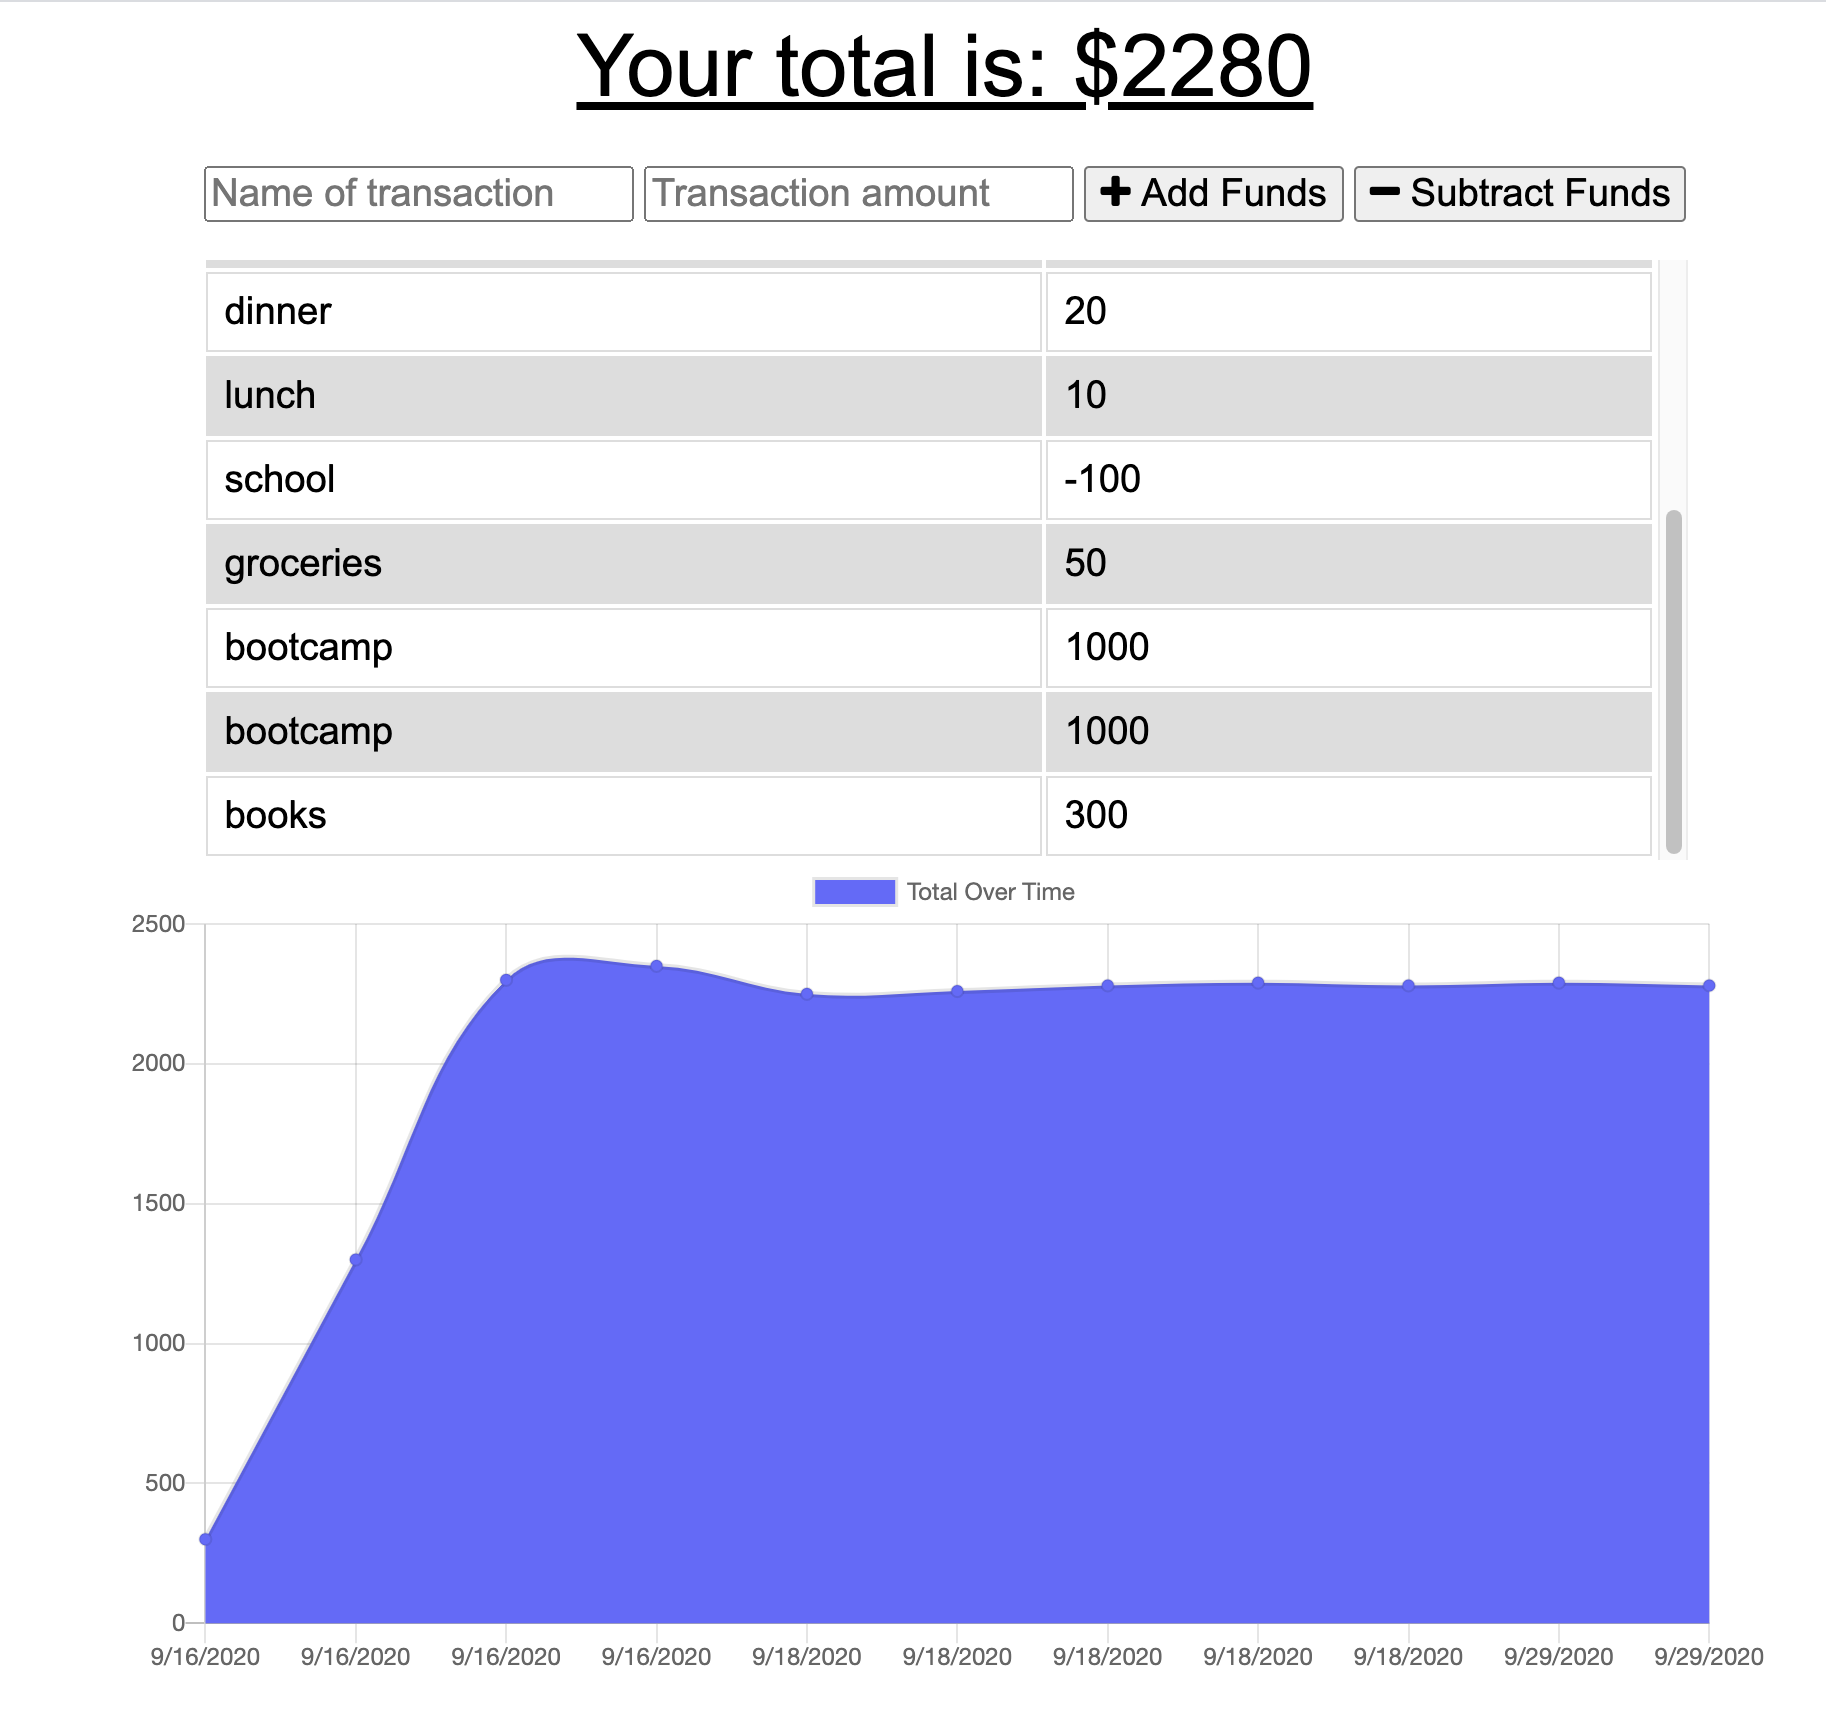 Your total is: $2280
Name of transaction Transaction amount Add Funds Subtract Funds
dinner 20
lunch 10
school -100
groceries 50
bootcamp 1000
bootcamp 1000
books 300
Total Over Time
2500
2000
1500
1000
500
0
9/16/2020 9/16/2020 9/16/2020 9/16/2020 9/18/2020 9/18/2020 9/18/2020 9/18/2020 9/18/2020 9/29/2020 9/29/2020